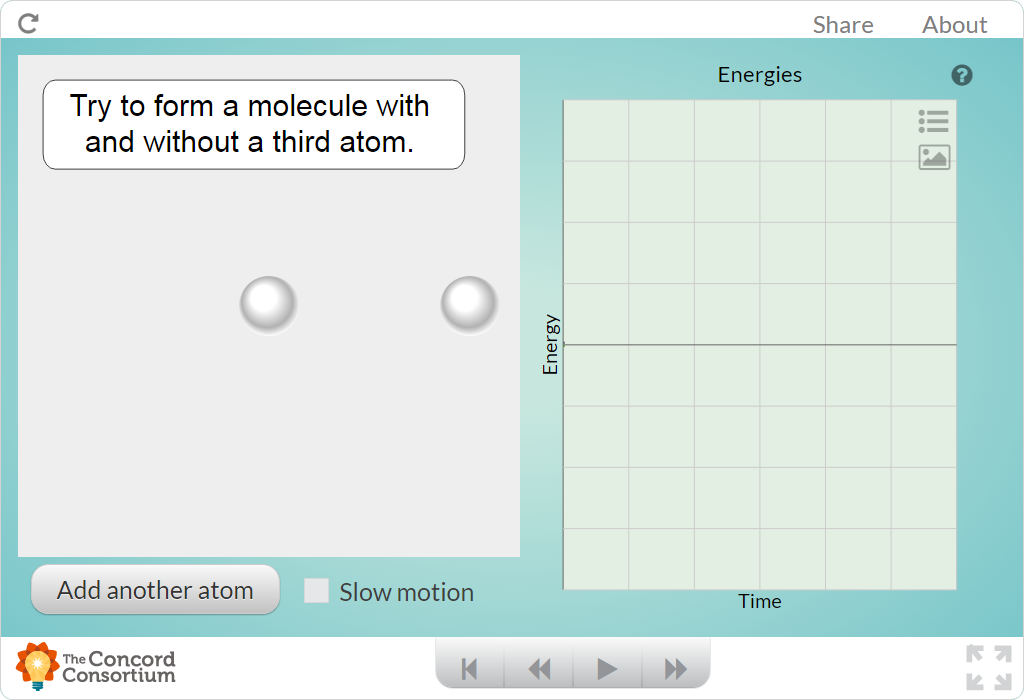 Share About
Try to form a molecule with
and without a third atom.
Energies
?
Energy
Time
Add another atom
Slow motion
The Concord
Consortium